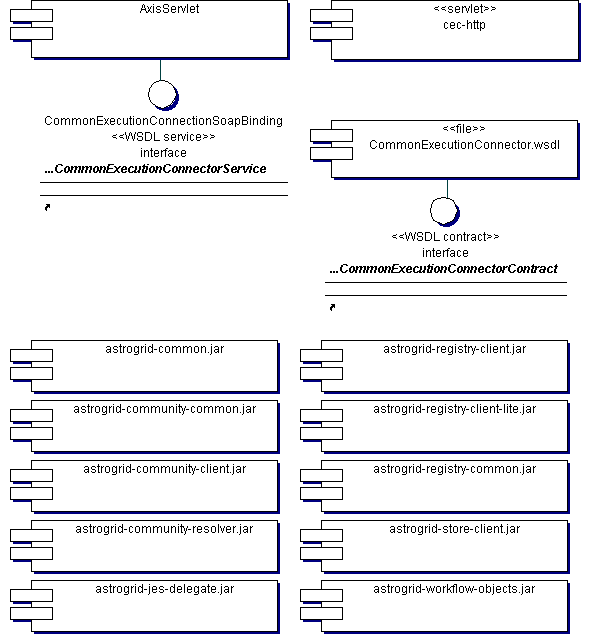 AxisServlet
CommonExecutionConnectionSoapBinding
<<WSDL service>>
interface
...CommonExecutionConnectorService
<<servlet>>
cec-http
<<file>>
CommonExecutionConnector.wsdl
<<WSDL contract>>
interface
...CommonExecutionConnectorContract
astrogrid-common.jar
astrogrid-registry-client.jar
astrogrid-community-common.jar
astrogrid-registry-client-lite.jar
astrogrid-community-client.jar
astrogrid-registry-common.jar
astrogrid-community-resolver.jar
astrogrid-store-client.jar
astrogrid-jes-delegate.jar
astrogrid-workflow-objects.jar